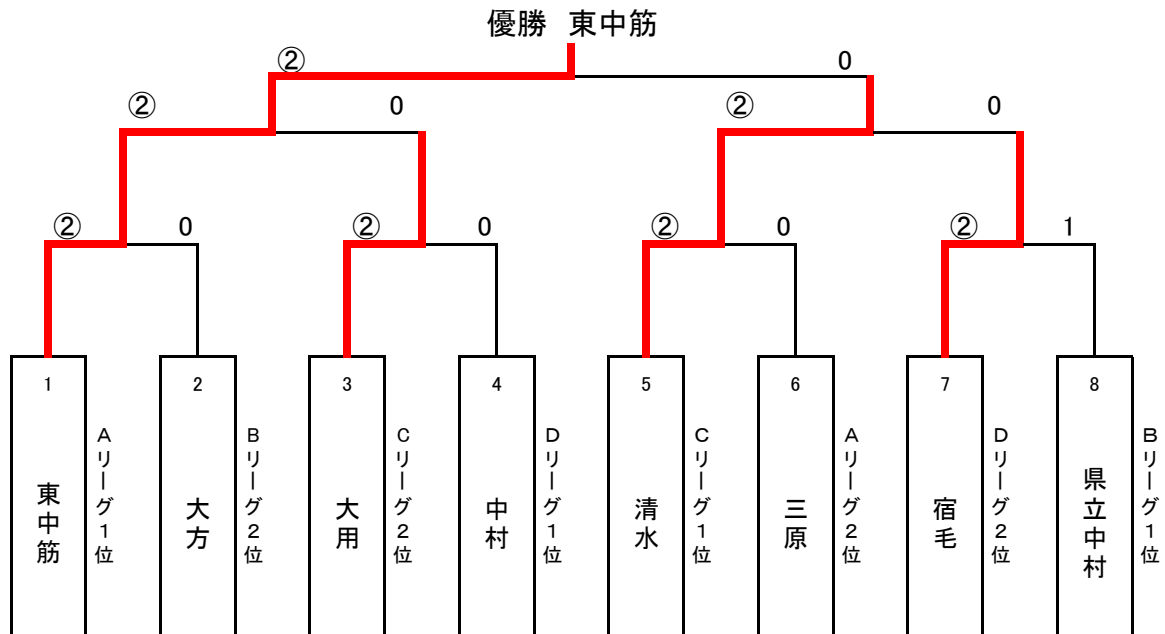 優勝 東中筋
② 0
② 0 ② 0
② 0 ② 0 ② 0 ② 1
1 2 3 4 5 6 7 8
東中筋
Aリーグ1位
大方
Bリーグ2位
大用
Cリーグ2位
中村
Dリーグ1位
清水
Cリーグ1位
三原
Aリーグ2位
宿毛
Dリーグ2位
県立中村
Bリーグ1位